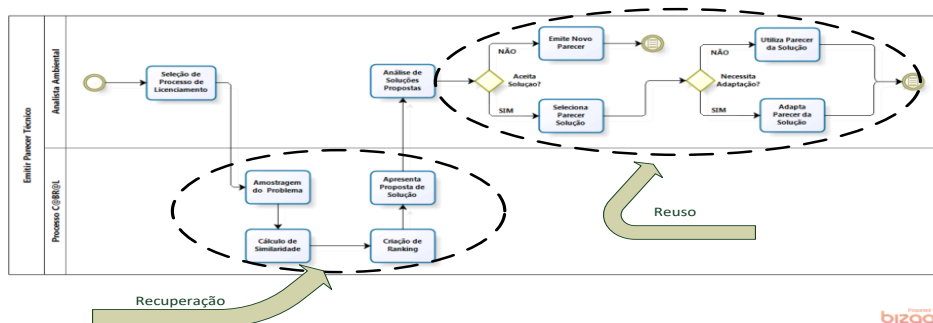 Emitir Parecer Técnico
Analista Ambiental
Processo C@BR@L
Seleção de
Processo de
Licenciamento
Amostragem
do Problema
Cálculo de
Similaridade
Criação de
Ranking
Apresenta
Proposta de
Solução
Análise de
Soluções
Propostas
Aceita
Soluçao?
NÃO
Emite Novo
Parecer
SIM
Seleciona
Parecer
Solução
Necessita
Adaptação?
NÃO
Utiliza Parecer
da Solução
SIM
Adapta
Parecer da
Solução
Recuperação
Reuso